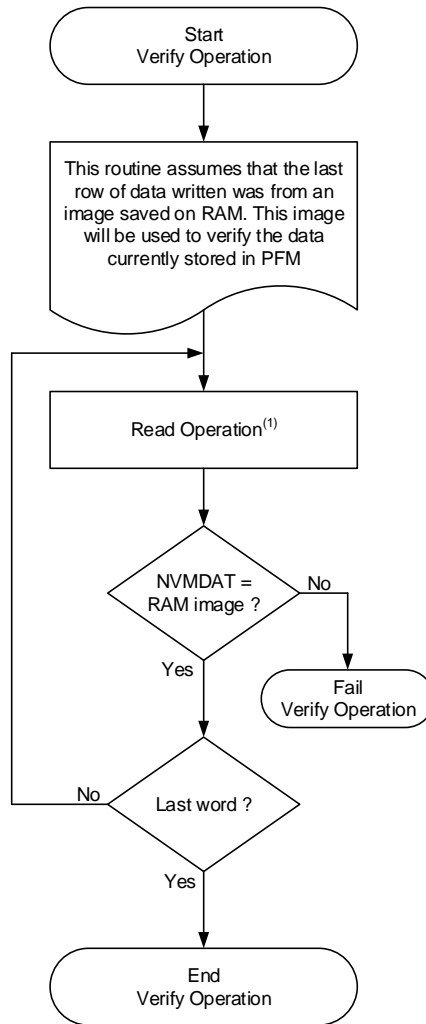 Start
Verify Operation
This routine assumes that the last
row of data written was from an
image saved on RAM. This image
will be used to verify the data
currently stored in PFM
Read Operation(1)
NVMDAT =
RAM image ?
No
Yes
Fail
Verify Operation
Last word ?
No
Yes
End
Verify Operation